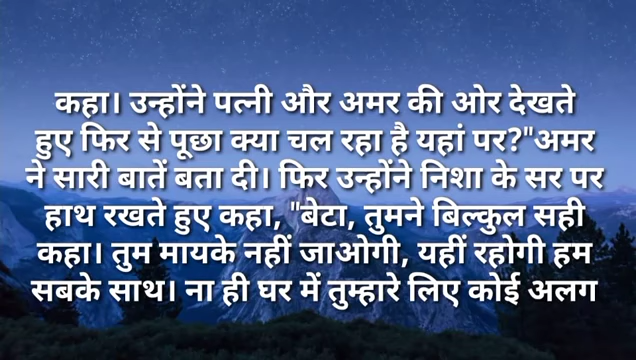 कहा। उन्होंने पत्नी और अमर की ओर देखते
हुए फिर से पूछा क्या चल रहा है यहां पर?"अमर
ने सारी बातें बता दी। फिर उन्होंने निशा के सर पर
हाथ रखते हुए कहा, "बेटा, तुमने बिल्कुल सही
कहा। तुम मायके नहीं जाओगी, यहीं रहोगी हम
सबके साथ। ना ही घर में तुम्हारे लिए कोई अलग